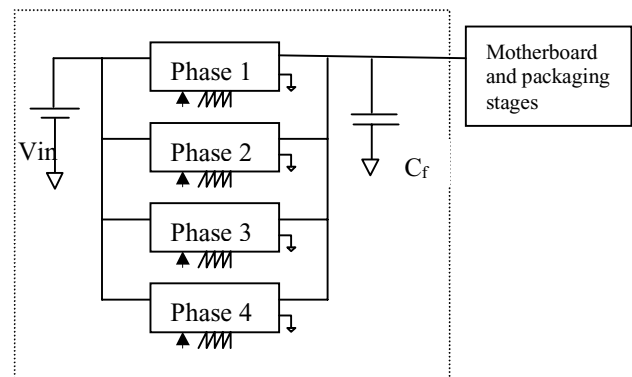 Phase 1
Motherboard
and packaging
stages
Vin
Phase 2
Cf
Phase 3
Phase 4